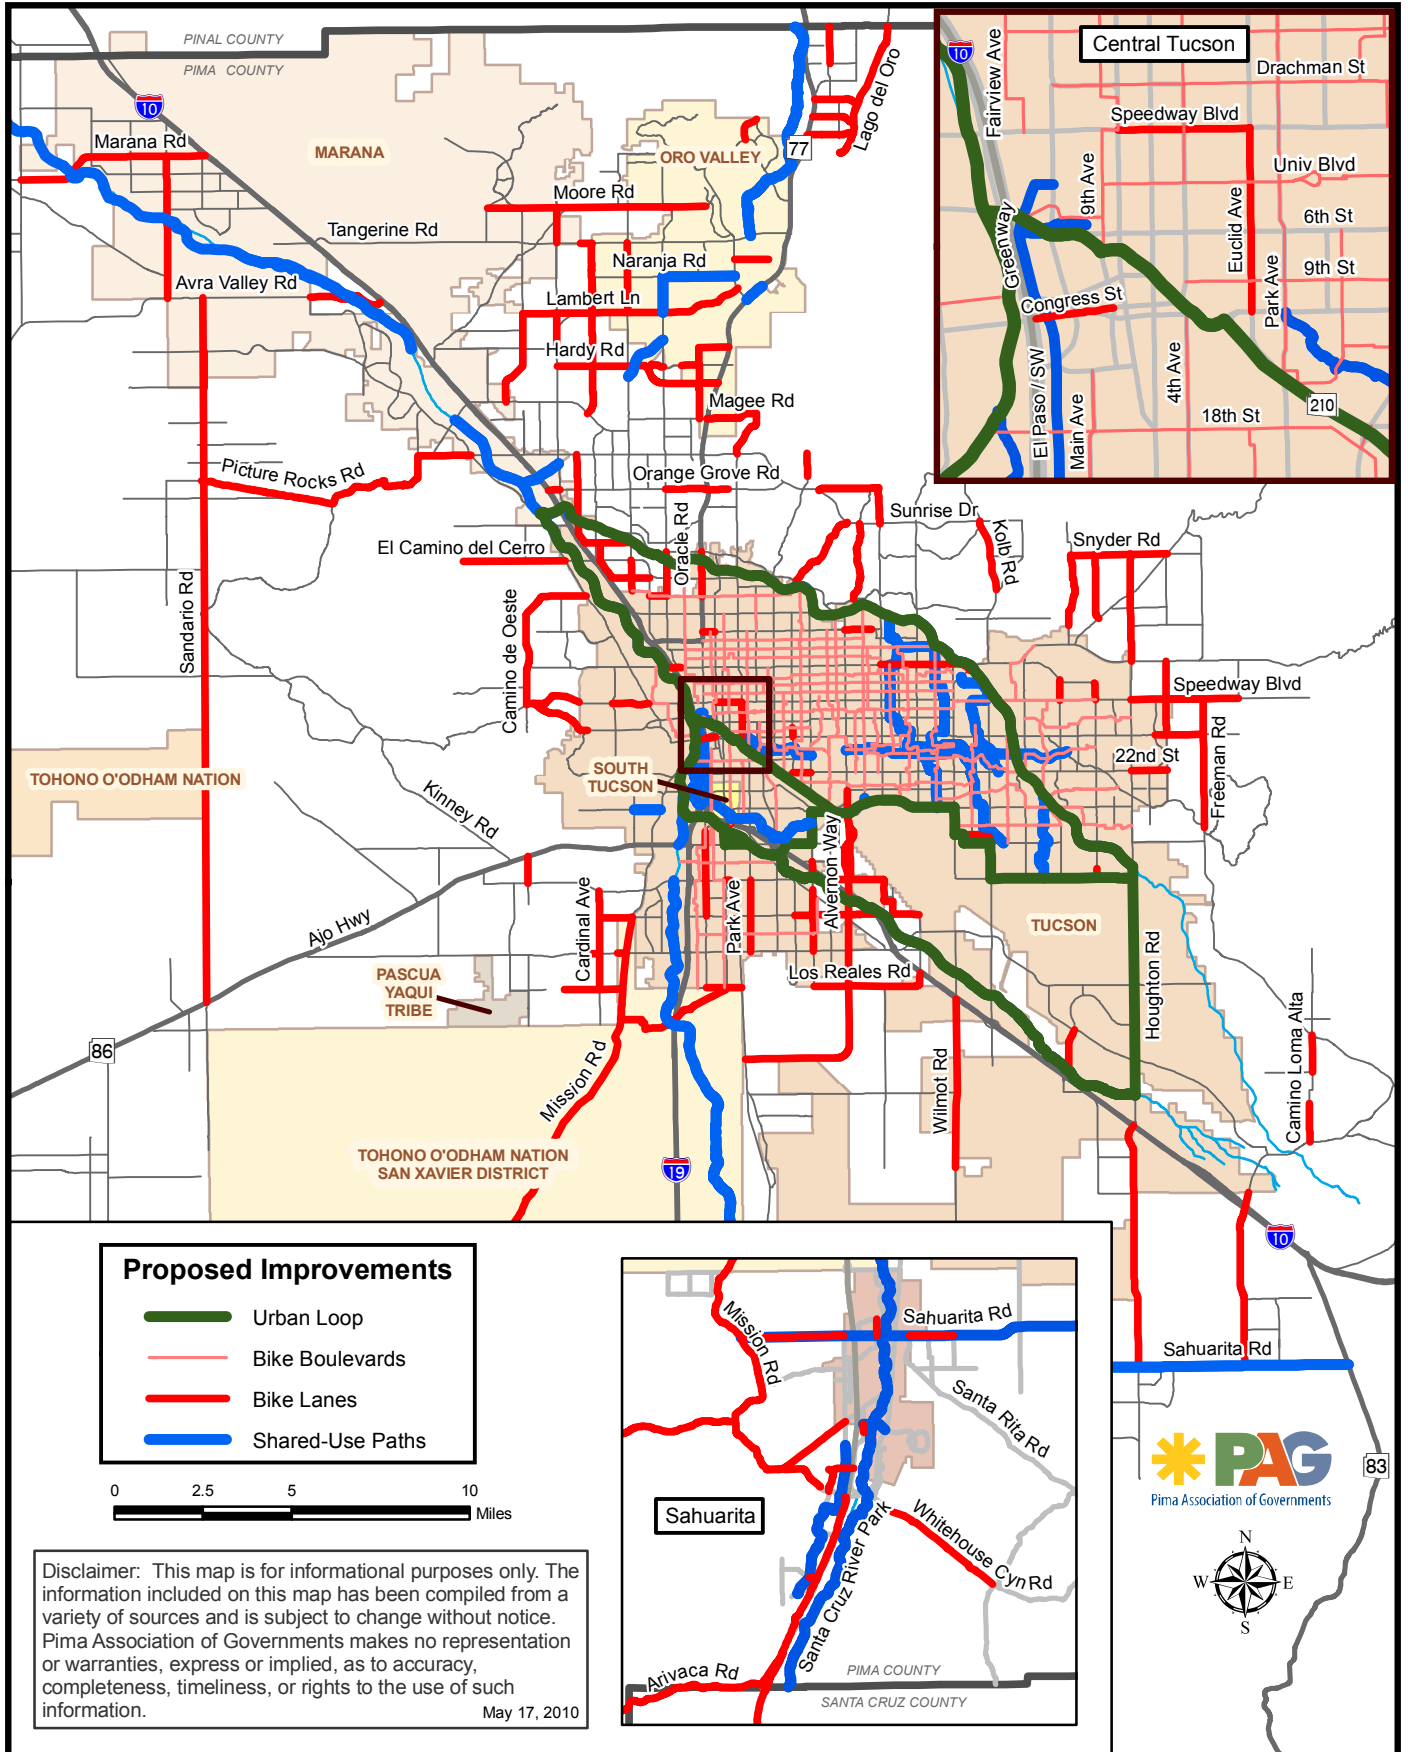 PINAL COUNTY
PIMA COUNTY
10
Marana Rd
MARANA
ORO VALLEY
77
Lago del Oro
Moore Rd
Tangerine Rd
Naranja Rd
Avra Valley Rd
Lambert Ln
Hardy Rd
Magee Rd
Picture Rocks Rd
Orange Grove Rd
Oracle Rd
Sunrise Dr
Kolb Rd
Snyder Rd
El Camino del Cerro
Sandario Rd
Camino de Oeste
Speedway Blvd
Freeman Rd
22nd St
TOHONO O'ODHAM NATION
SOUTH
TUCSON
Kinney Rd
Alvernon Way
Ajo Hwy
Cardinal Ave
Park Ave
TUCSON
Houghton Rd
Los Reales Rd
PASCUA
YAQUI
TRIBE
86
Mission Rd
Wilmot Rd
Camino Loma Alta
TOHONO O'ODHAM NATION
SAN XAVIER DISTRICT
19
10
Sahuarita Rd
83
Central Tucson
10
Fairview Ave
Drachman St
Speedway Blvd
Univ Blvd
9th Ave
Euclid Ave
6th St
9th St
Greenway
Congress St
Park Ave
El Paso / SW
Main Ave
4th Ave
18th St
210
Proposed Improvements
Urban Loop
Bike Boulevards
Bike Lanes
Shared-Use Paths
0 2.5 5 10
Miles
Disclaimer: This map is for informational purposes only. The
information included on this map has been compiled from a
variety of sources and is subject to change without notice.
Pima Association of Governments makes no representation
or warranties, express or implied, as to accuracy,
completeness, timeliness, or rights to the use of such
information.
May 17, 2010
Sahuarita Rd
Mission Rd
Santa Rita Rd
Sahuarita
Santa Cruz River Park
Whitehouse Cyn Rd
Arivaca Rd
PIMA COUNTY
SANTA CRUZ COUNTY
PAG
Pima Association of Governments
N
W E
S